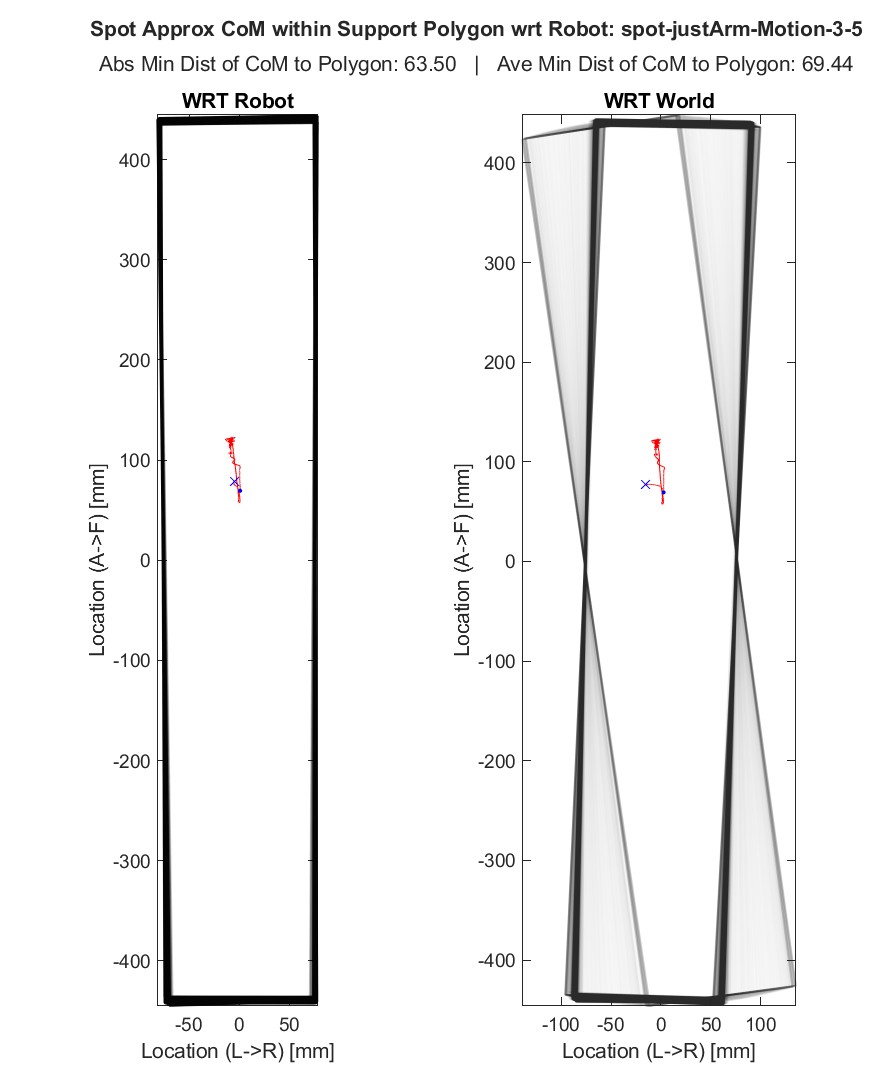 Spot Approx CoM within Support Polygon wrt Robot: spot-justArm-Motion-3-5
Abs Min Dist of CoM to Polygon: 63.50 | Ave Min Dist of CoM to Polygon: 69.44
WRT Robot
400
300
200
100
0
-100
-200
-300
-400
-50 0 50
Location (A->F) [mm]
Location (L->R) [mm]
WRT World
400
300
200
100
0
-100
-200
-300
-400
-100 -50 0 50 100
Location (A->F) [mm]
Location (L->R) [mm]